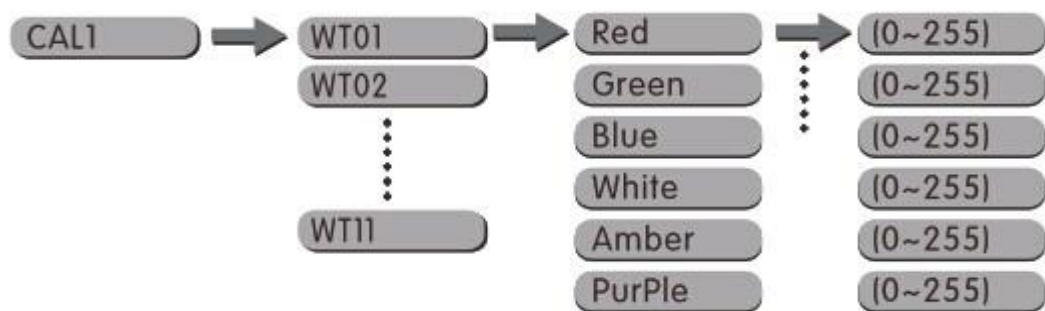 CAL1 WT01 Red (0~255)
WT02 Green (0~255)
Blue (0~255)
White (0~255)
WT11 Amber (0~255)
PurPle (0~255)